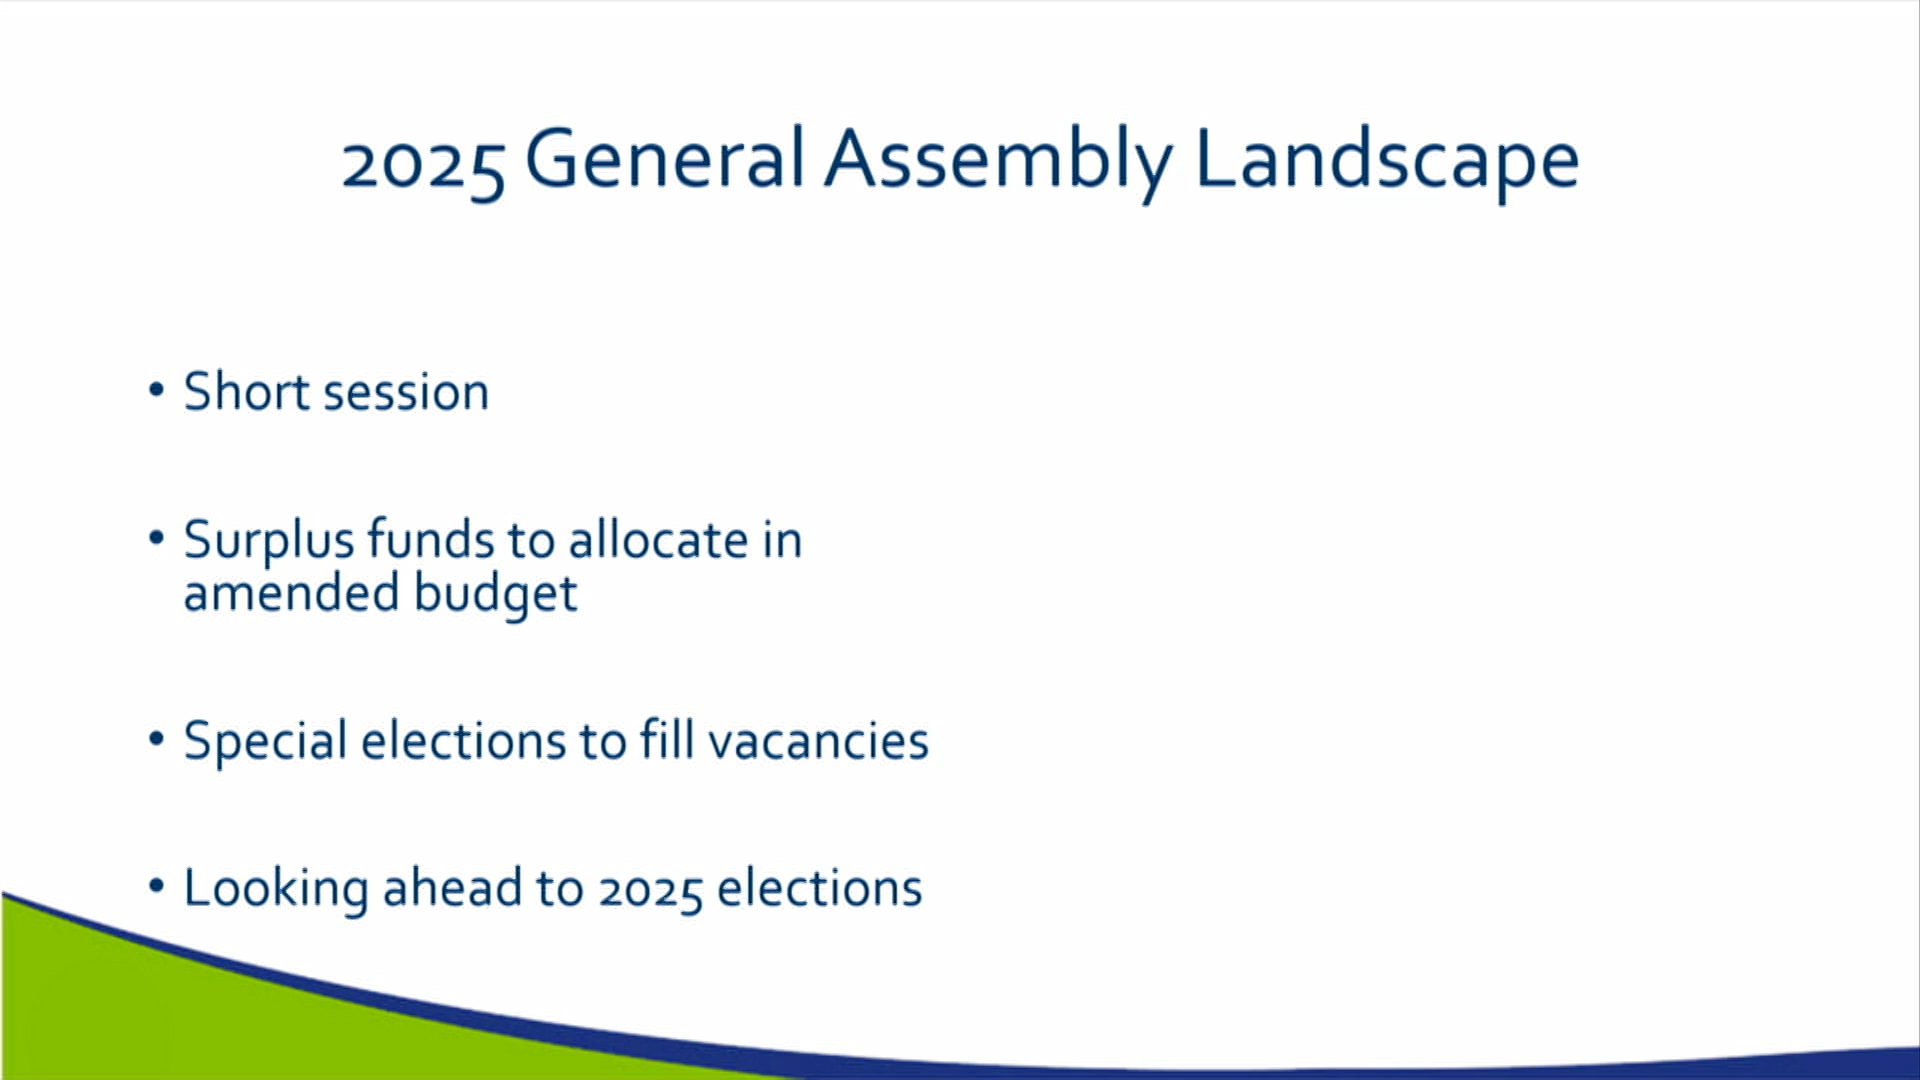 2025 General Assembly Landscape
• Short session
• Surplus funds to allocate in
amended budget
• Special elections to fill vacancies
• Looking ahead to 2025 elections